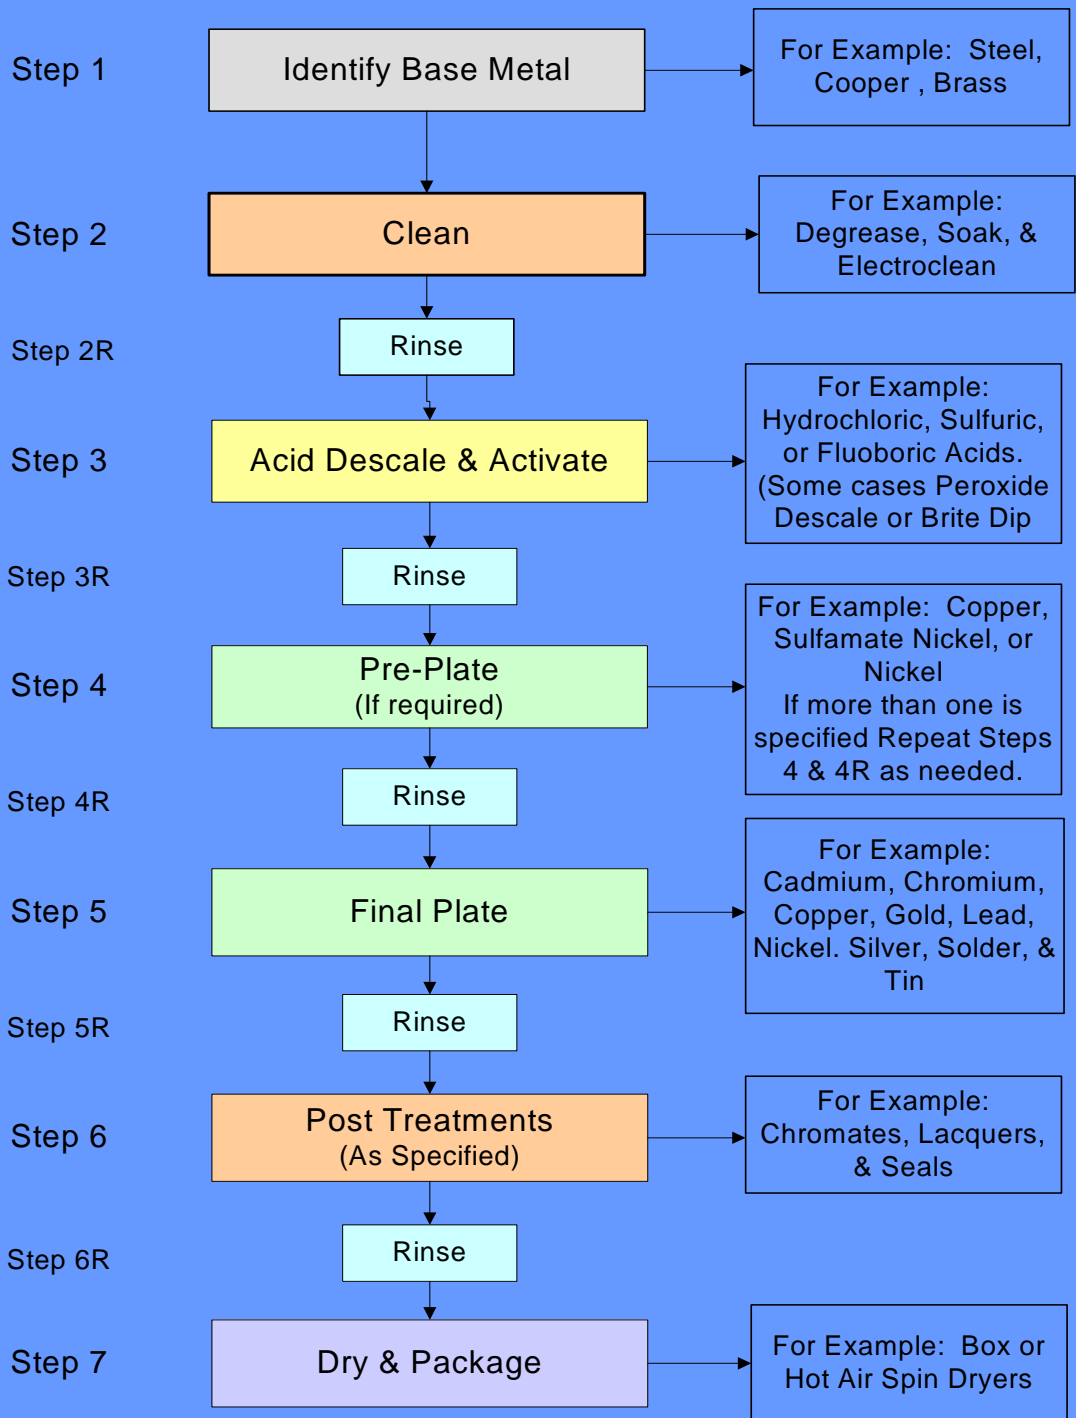 Step 1
Identify Base Metal
For Example: Steel,
Cooper , Brass
Step 2
Clean
For Example:
Degrease, Soak, &
Electroclean
Step 2R
Rinse
Step 3
Acid Descale & Activate
For Example:
Hydrochloric, Sulfuric,
or Fluoboric Acids.
(Some cases Peroxide
Descale or Brite Dip
Step 3R
Rinse
Step 4
Pre-Plate
(If required)
For Example: Copper,
Sulfamate Nickel, or
Nickel
If more than one is
specified Repeat Steps
4 & 4R as needed.
Step 4R
Rinse
Step 5
Final Plate
For Example:
Cadmium, Chromium,
Copper, Gold, Lead,
Nickel. Silver, Solder, &
Tin
Step 5R
Rinse
Step 6
Post Treatments
(As Specified)
For Example:
Chromates, Lacquers,
& Seals
Step 6R
Rinse
Step 7
Dry & Package
For Example: Box or
Hot Air Spin Dryers